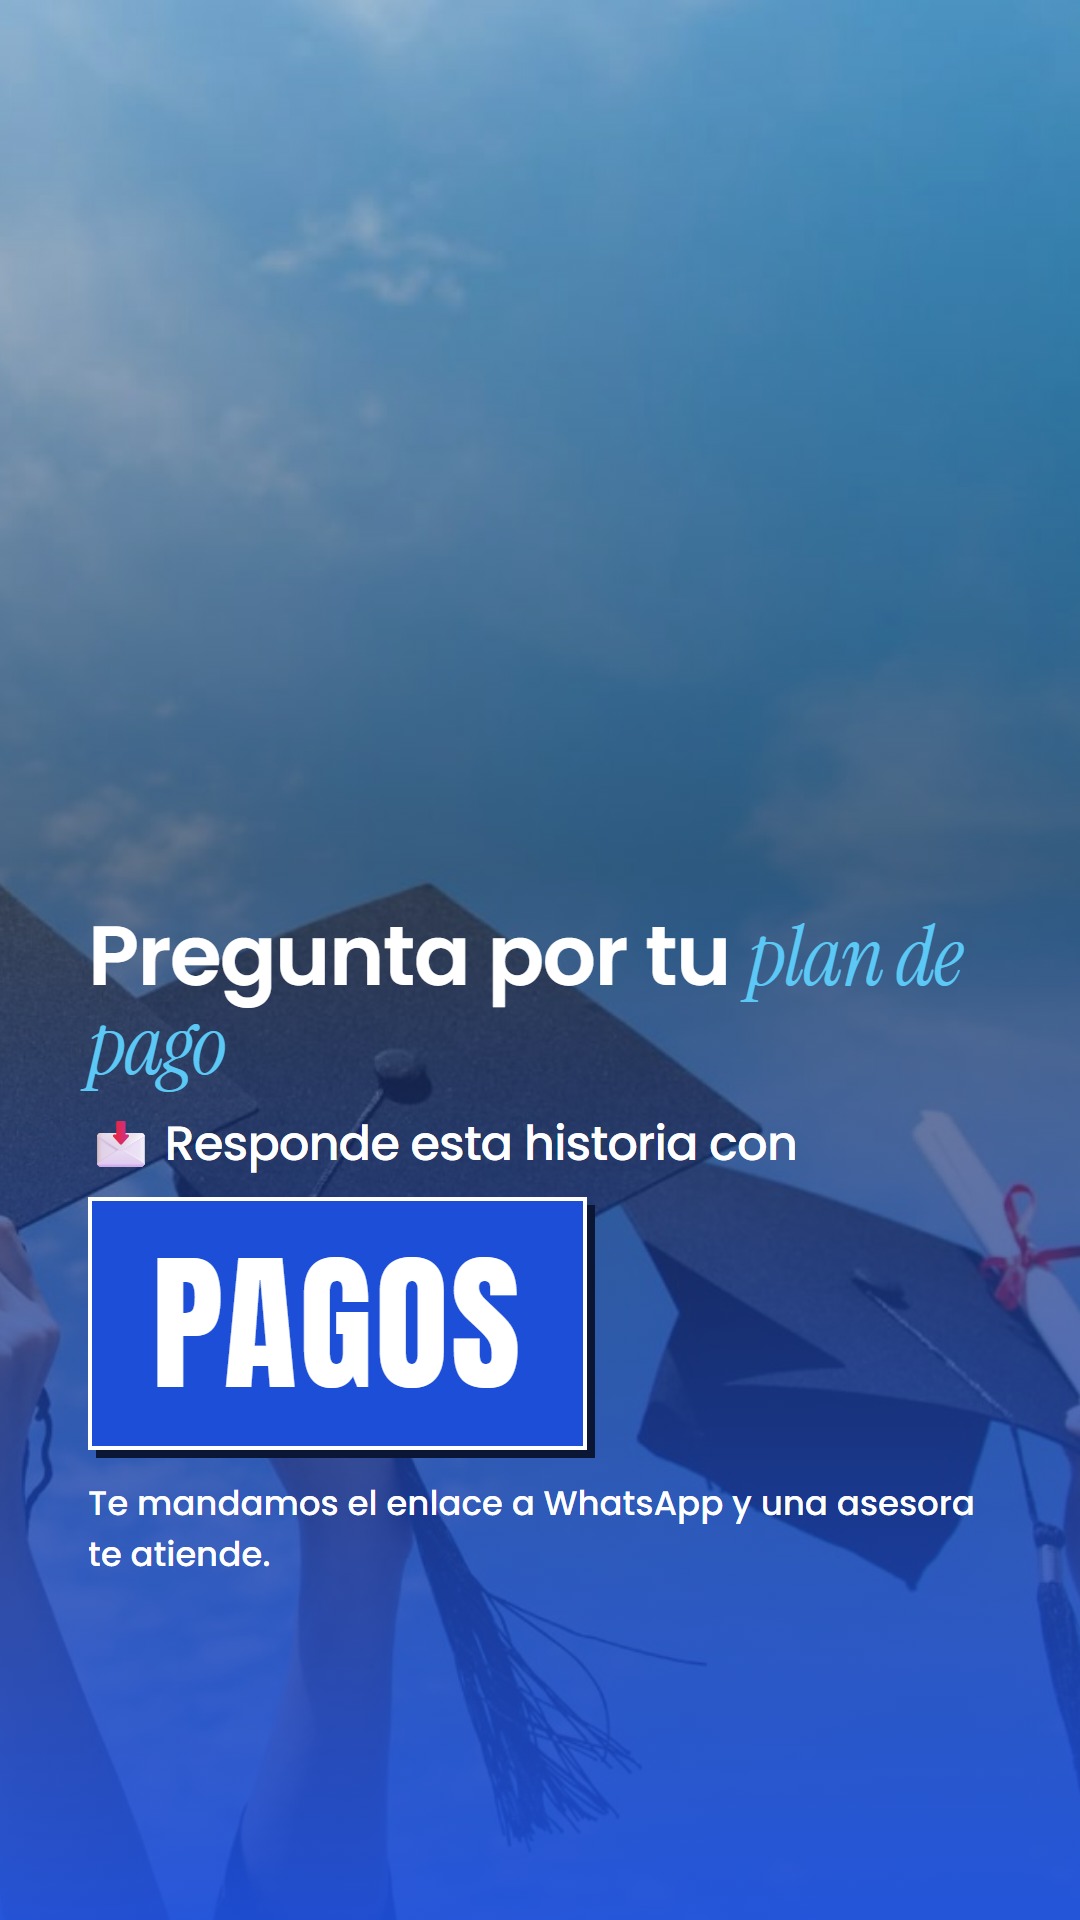 Pregunta por tu plan de
pago
📩 Responde esta historia con
PAGOS
Te mandamos el enlace a WhatsApp y una asesora
te atiende.